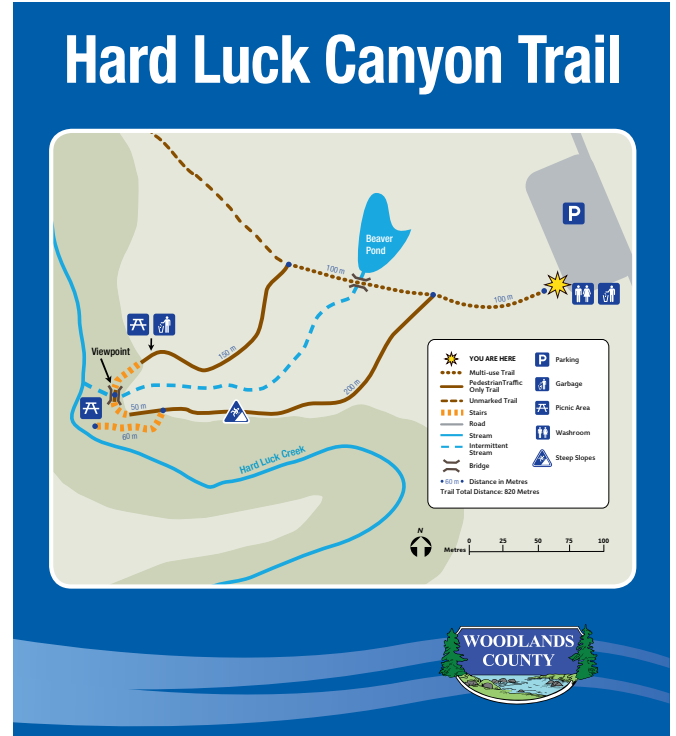 Hard Luck Canyon Trail
Beaver
Pond
P
100 m
100 m
150 m
Viewpoint
200 m
50 m
60 m
Hard Luck Creek
YOU ARE HERE
Multi-use Trail
PedestrianTraffic
Only Trail
Unmarked Trail
Stairs
Road
Stream
Intermittent
Stream
Bridge
60 m Distance in Metres
Trail Total Distance: 820 Metres
P Parking
Garbage
Picnic Area
Washroom
Steep Slopes
N
Metres 0 25 50 75 100
WOODLANDS
COUNTY